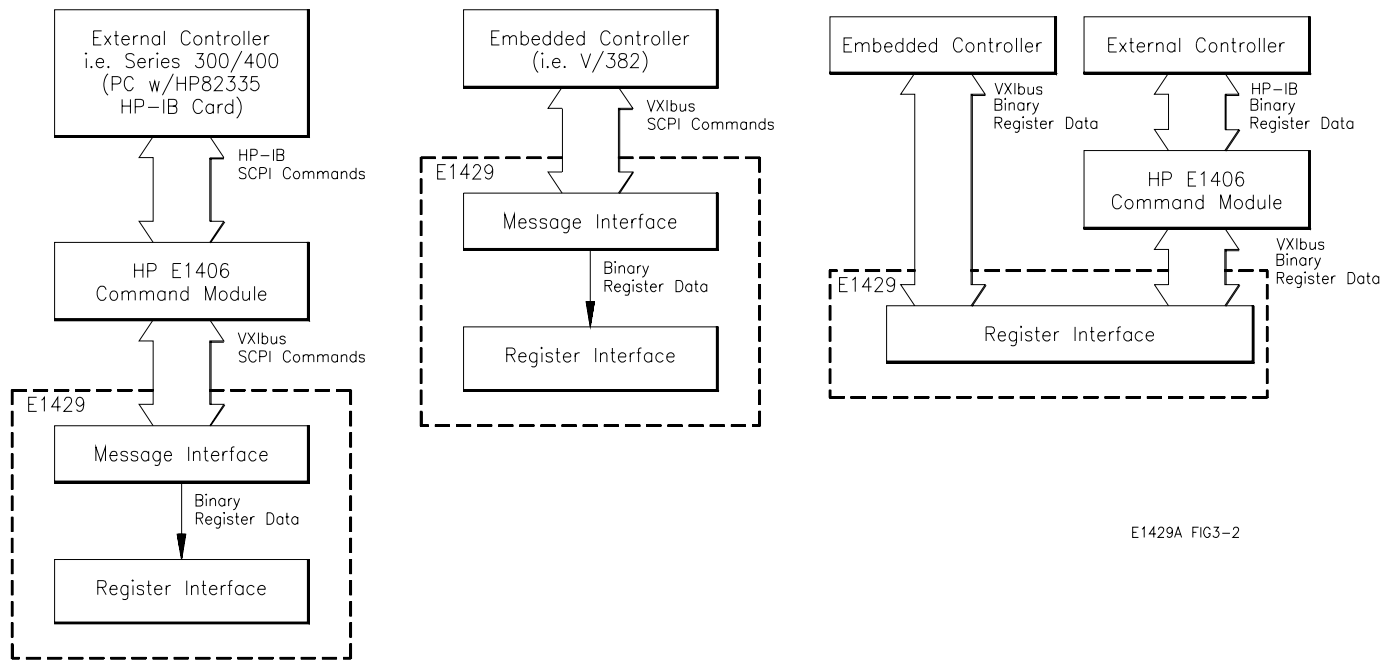 External Controller
i.e. Series 300/400
(PC w/HP82335
HP-IB Card)
HP-IB
SCPI Commands
HP E1406
Command Module
VXIbus
SCPI Commands
E1429
Message Interface
Binary
Register Data
Register Interface
Embedded Controller
(i.e. V/382)
VXIbus
SCPI Commands
E1429
Message Interface
Binary
Register Data
Register Interface
Embedded Controller
VXIbus
Binary
Register Data
External Controller
HP-IB
Binary
Register Data
HP E1406
Command Module
VXIbus
Binary
Register Data
E1429
Register Interface
E1429A FIG3-2